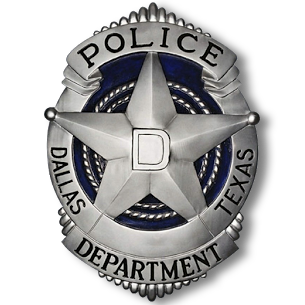 POLICE
D
DALLAS
TEXAS
DEPARTMENT